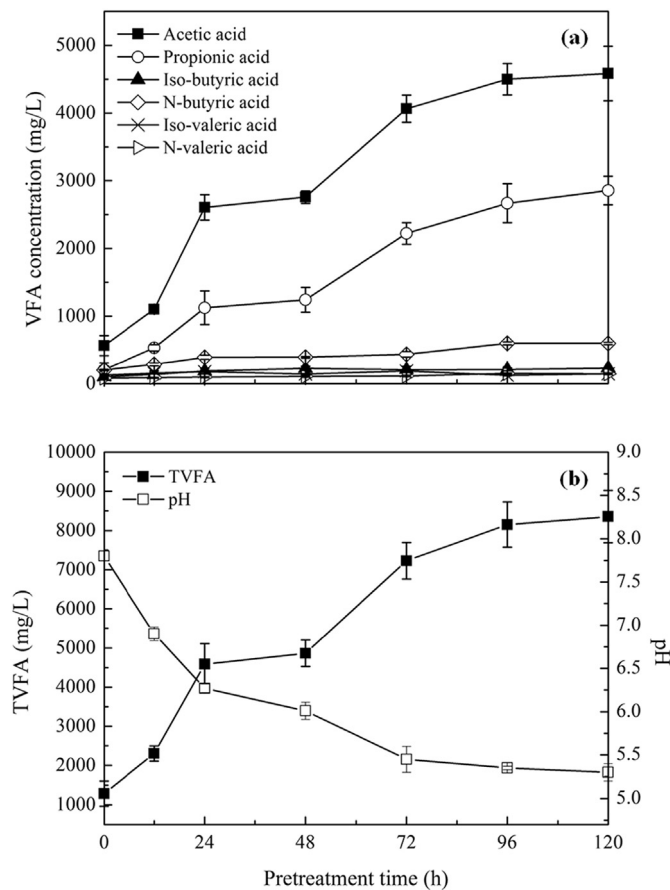 Acetic acid
Propionic acid
Iso-butyric acid
N-butyric acid
Iso-valeric acid
N-valeric acid
(a)
5000
4000
3000
2000
1000
0
VFA concentration (mg/L)
TVFA
pH
(b)
10000
9000
8000
7000
6000
5000
4000
3000
2000
1000
TVFA (mg/L)
9.0
8.5
8.0
7.5
7.0
6.5
6.0
5.5
5.0
pH
0 24 48 72 96 120
Pretreatment time (h)